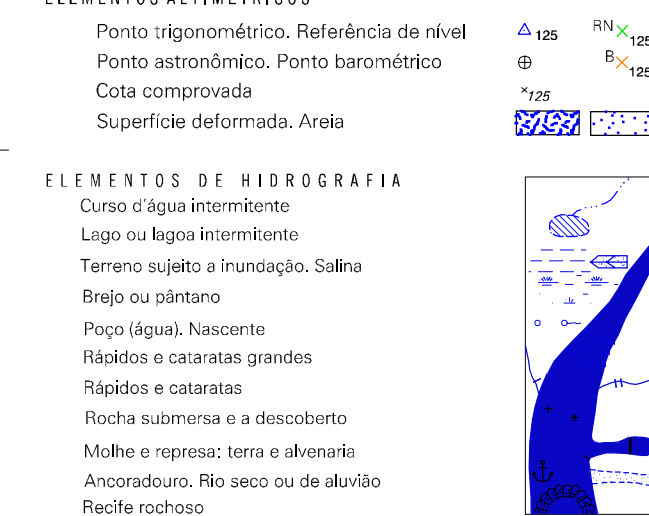 ELEMENTOS ALTIMÉTRICOS
Ponto trigonométrico. Referência de nível △ 125 RN × 125
Ponto astronômico. Ponto barométrico B × 125
Cota comprovada × 125
Superfície deformada. Areia
ELEMENTOS DE HIDROGRAFIA
Curso d'água intermitente
Lago ou lagoa intermitente
Terreno sujeito a inundação. Salina
Brejo ou pântano
Poço (água). Nascente
Rápidos e cataratas grandes
Rápidos e cataratas
Rocha submersa e a descoberto
Molhe e represa: terra e alvenaria
Ancoradouro. Rio seco ou de aluvião
Recife rochoso